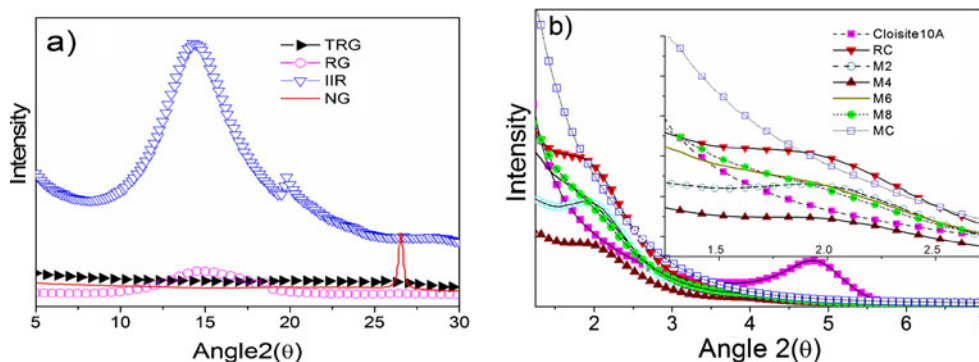 a)
TRG
RG
IIR
NG
Intensity
5 10 15 20 25 30
Angle2(θ)
b)
Cloisite10A
RC
M2
M4
M6
M8
MC
Intensity
1.5 2.0 2.5
2 3 4 5 6
Angle 2(θ)